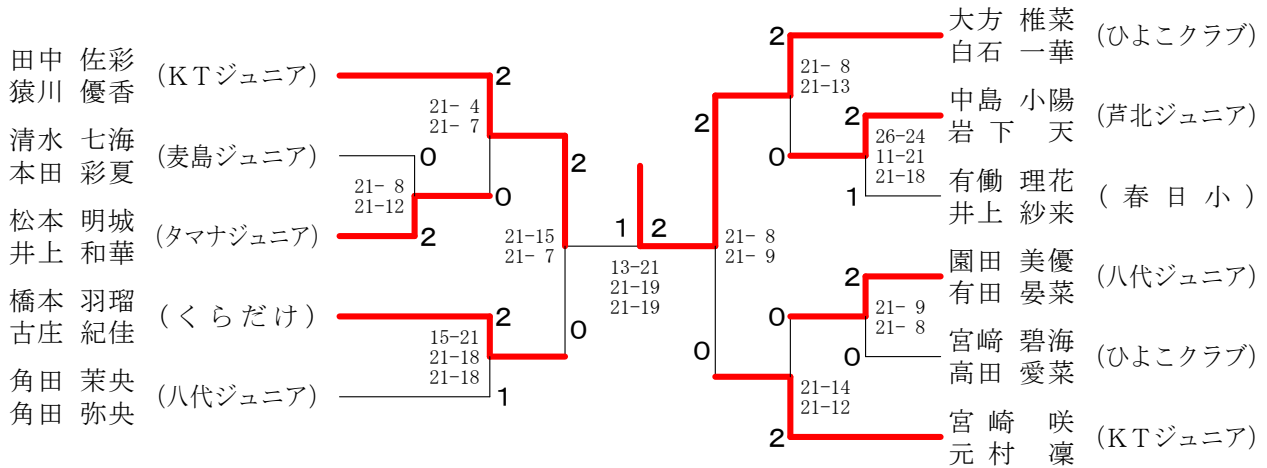 田中 佐彩
猿川 優香
(KTジュニア)
2
21- 4
21- 7
清水 七海
本田 彩夏
(麦島ジュニア)
0
21- 8
21-12
0
松本 明城
井上 和華
(タマナジュニア)
2
2
21-15
21- 7
0
橋本 羽瑠
古庄 紀佳
(くらだけ)
2
15-21
21-18
21-18
角田 茉央
角田 弥央
(八代ジュニア)
1
1
2
13-21
21-19
21-19
大方 椎菜
白石 一華
(ひよこクラブ)
2
21- 8
21-13
2
中島 小陽
岩下 天
(芦北ジュニア)
2
0
26-24
11-21
21-18
有働 理花
井上 紗来
(春日小)
1
21- 8
21- 9
園田 美優
有田 晏菜
(八代ジュニア)
2
0
21- 9
21- 8
宮﨑 碧海
高田 愛菜
(ひよこクラブ)
0
0
21-14
21-12
宮崎 咲
元村 凜
(KTジュニア)
2